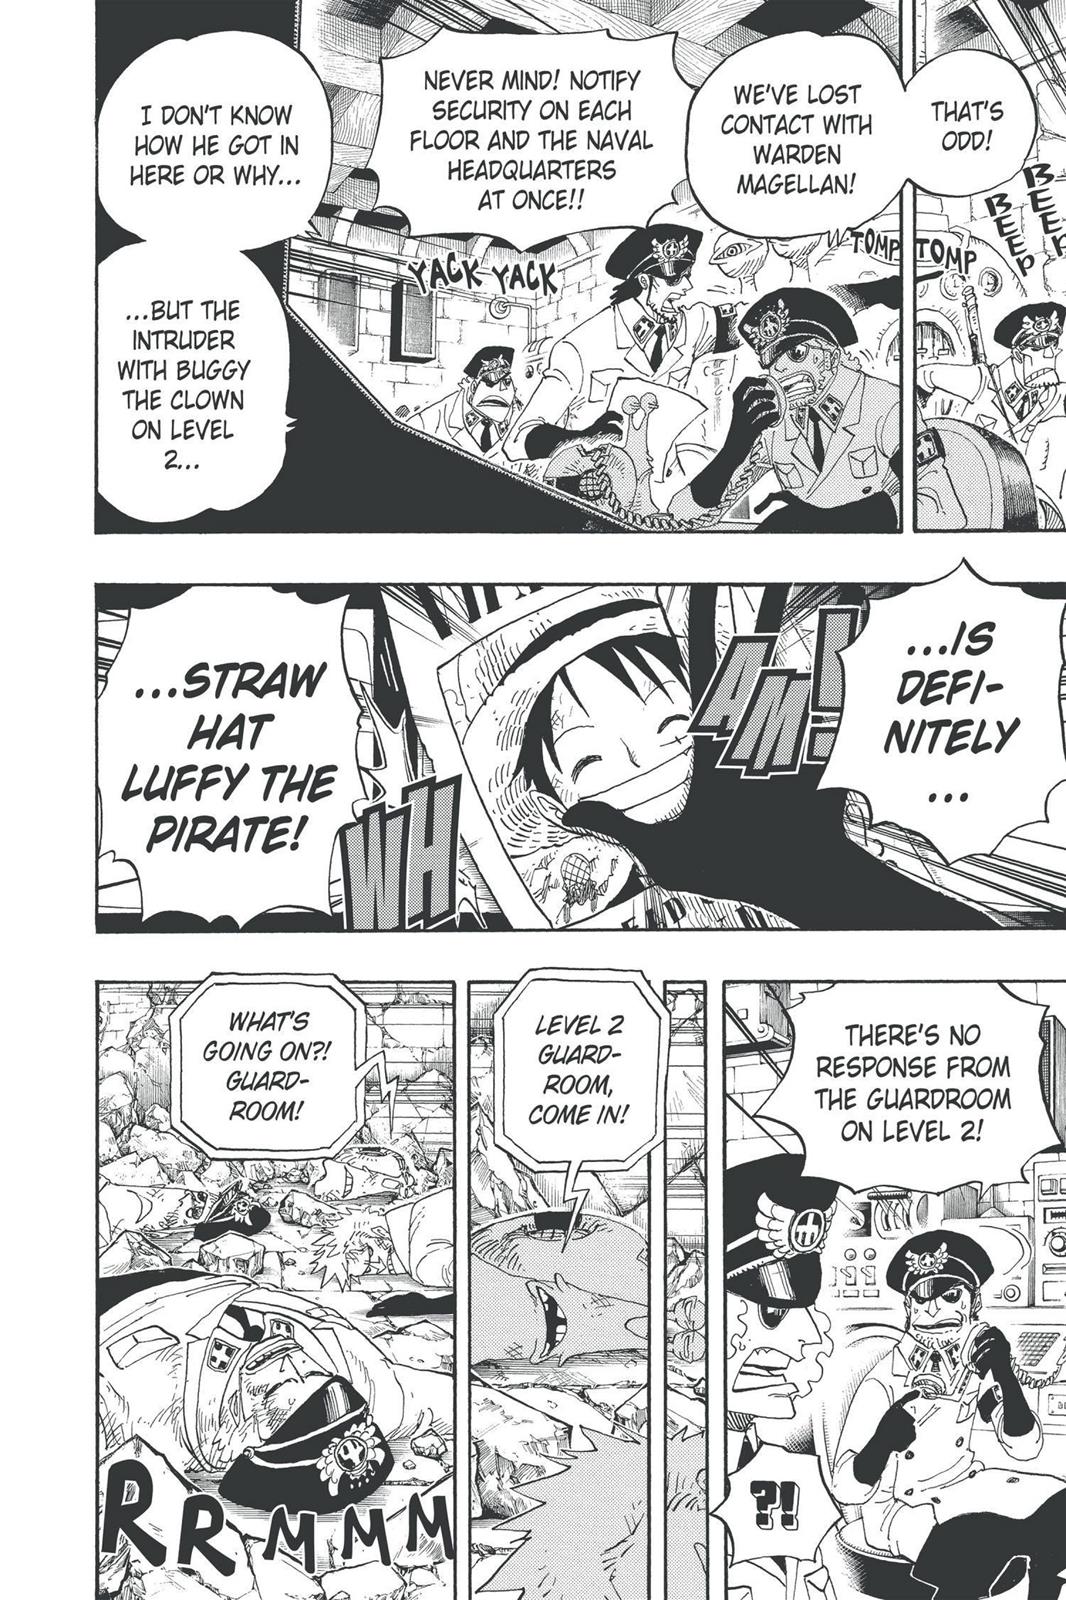 THAT'S
ODD!
BEEP
BEEP
TOMP TOMP
WE'VE LOST
CONTACT WITH
WARDEN
MAGELLAN!
NEVER MIND! NOTIFY
SECURITY ON EACH
FLOOR AND THE NAVAL
HEADQUARTERS
AT ONCE!!
YACK YACK
I DON'T KNOW
HOW HE GOT IN
HERE OR WHY...
...BUT THE
INTRUDER
WITH BUGGY
THE CLOWN
ON LEVEL
2...
...IS
DEFI-
NITELY
...
WHAM!!
...STRAW
HAT
LUFFY THE
PIRATE!
THERE'S NO
RESPONSE FROM
THE GUARDROOM
ON LEVEL 2!
?!
LEVEL 2
GUARD-
ROOM,
COME IN!
WHAT'S
GOING ON?!
GUARD-
ROOM!
RRMMM